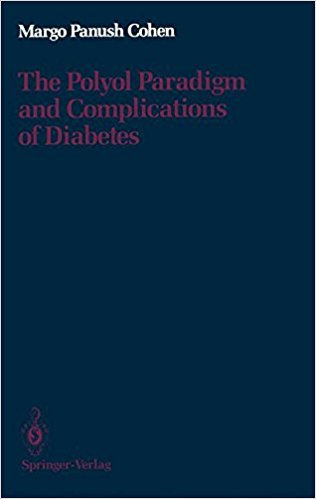 Margo Panush Cohen
The Polyol Paradigm
and Complications
of Diabetes
Springer-Verlag